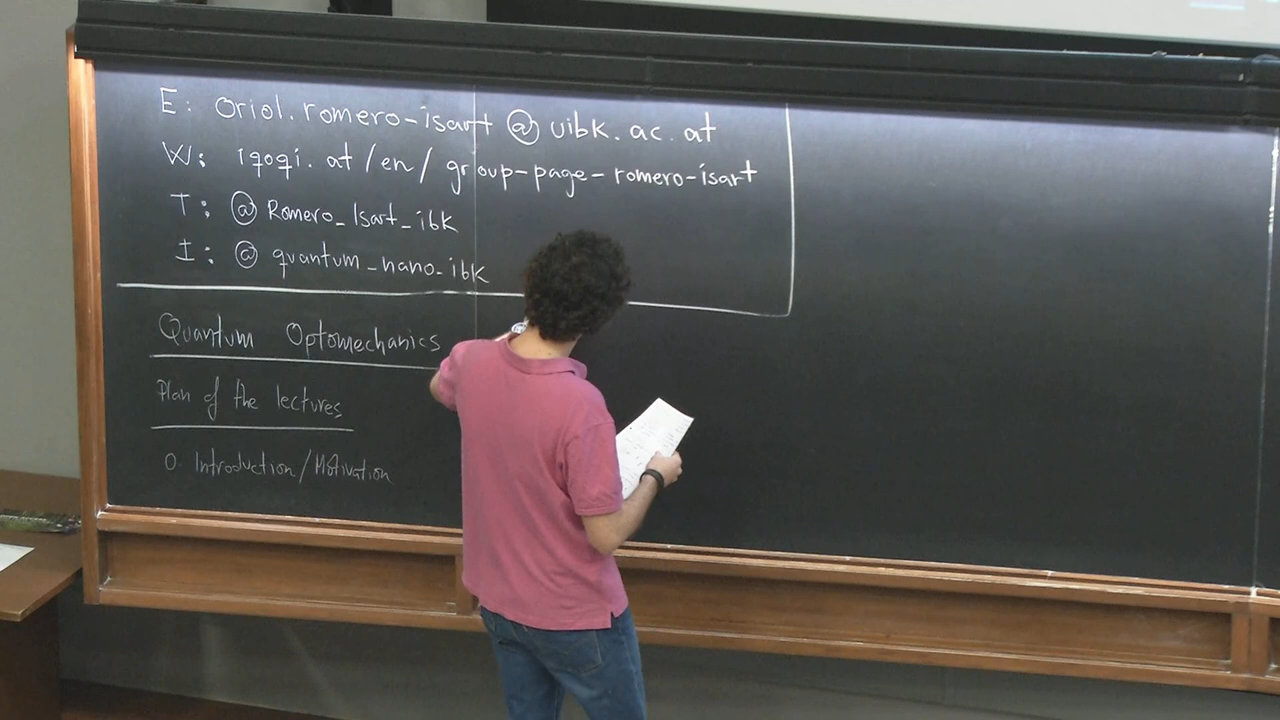 E: oriol.romero-isart @ uibk.ac.at
W: iqoqi.at/en/group-page-romero-isart
T: @ Romero_Isart_ibk
I: @ quantum_nano_ibk
Quantum Optomechanics
Plan of the lectures
0. Introduction/Motivation